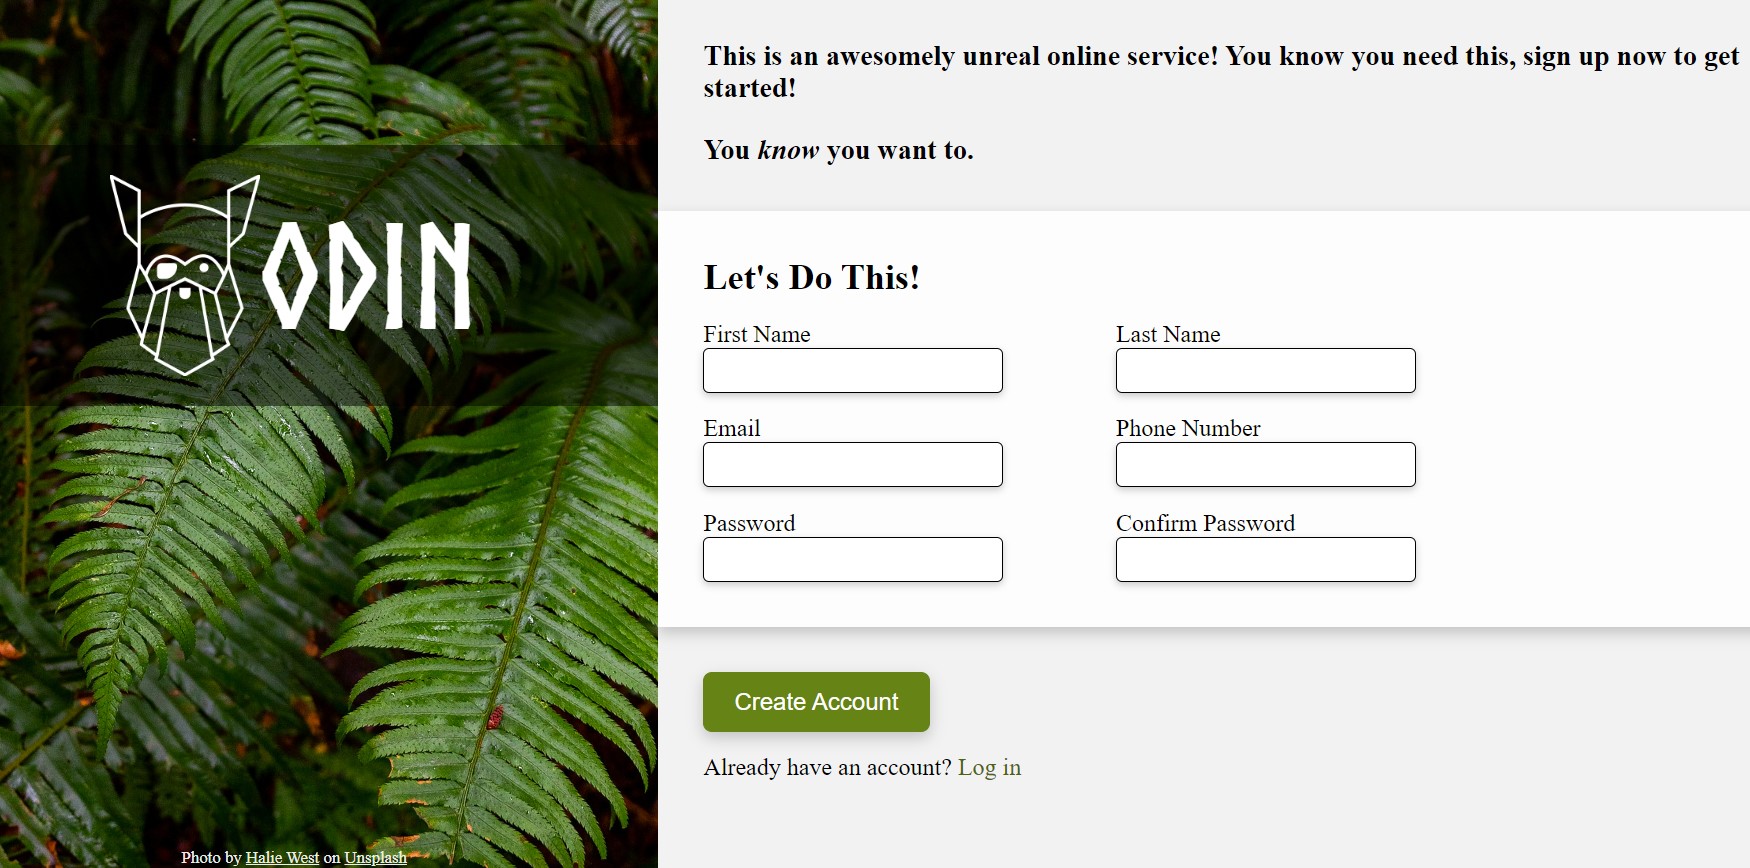 ODIN
Photo by Halie West on Unsplash
This is an awesomely unreal online service! You know you need this, sign up now to get
started!
You know you want to.
Let's Do This!
First Name
Last Name
Email
Phone Number
Password
Confirm Password
Create Account
Already have an account? Log in